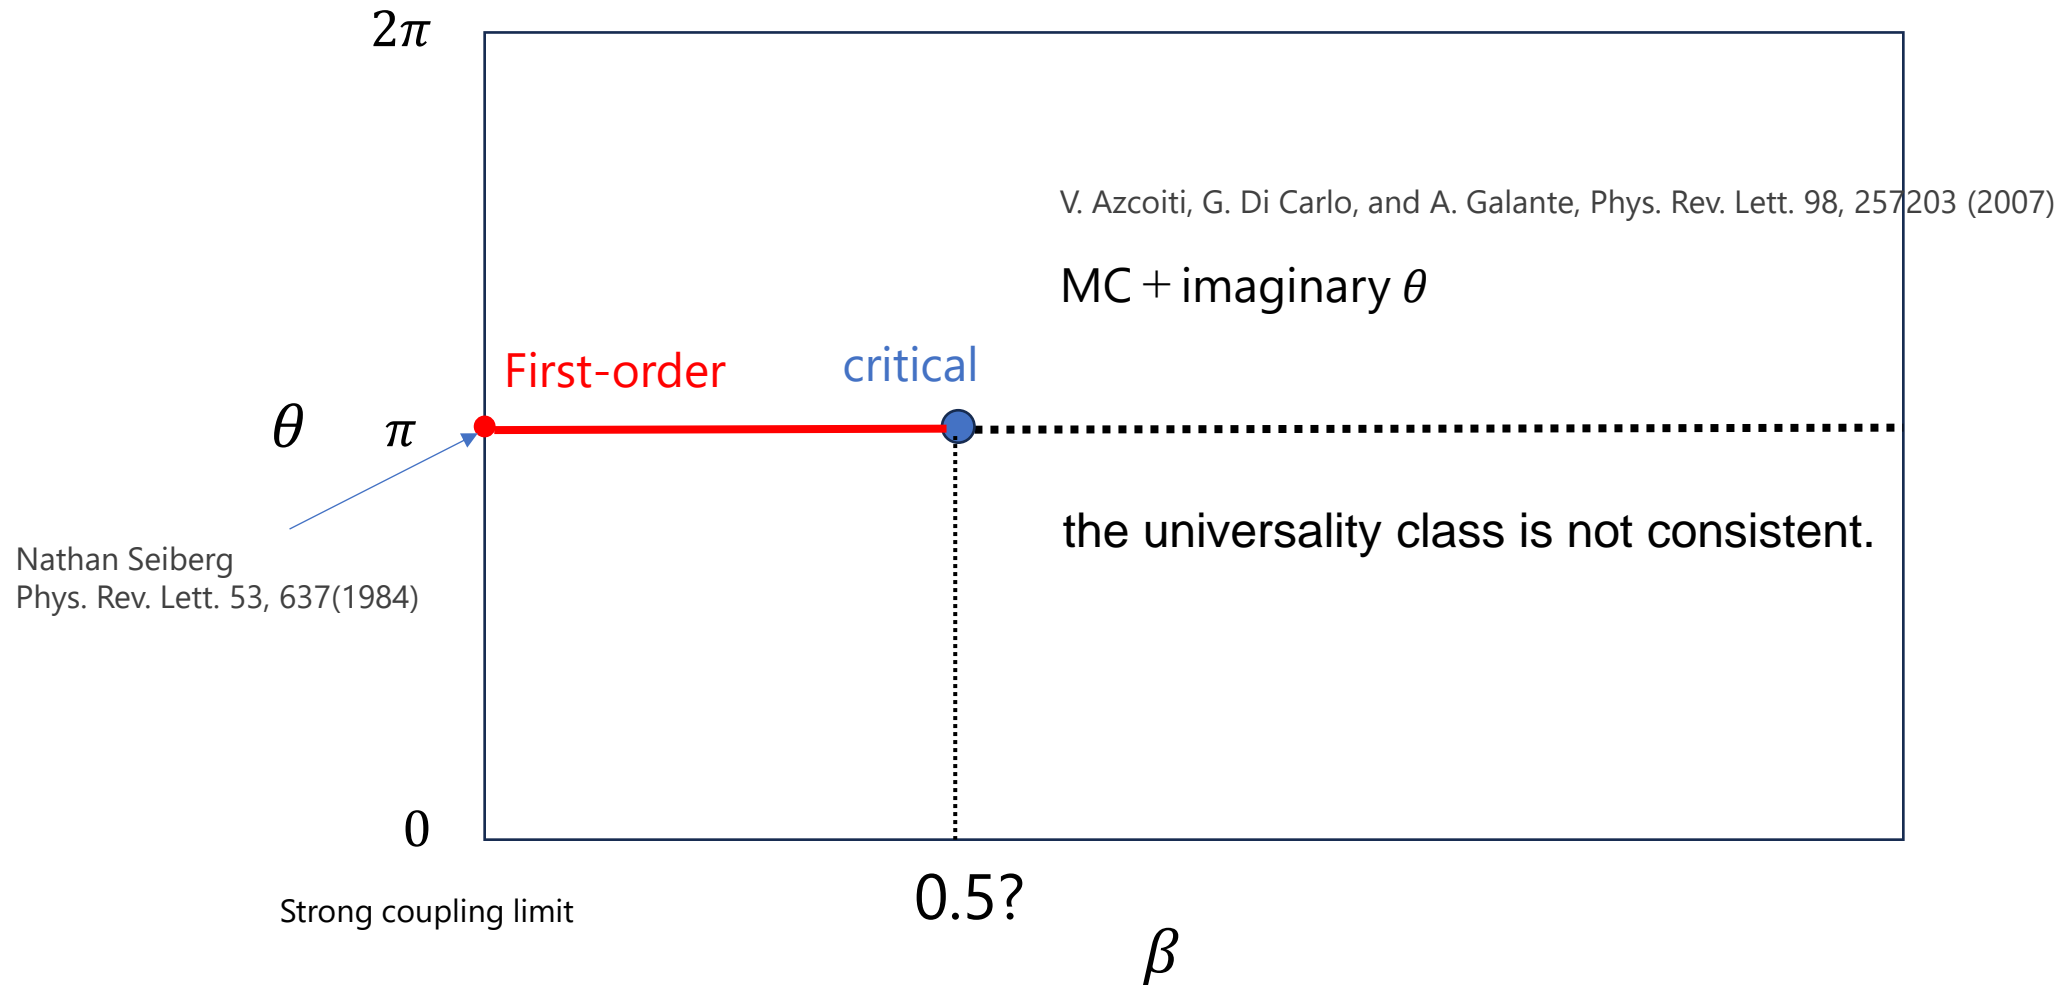 2π
V. Azcoiti, G. Di Carlo, and A. Galante, Phys. Rev. Lett. 98, 257203 (2007)
MC＋imaginary θ
First-order
critical
θ
π
the universality class is not consistent.
Nathan Seiberg
Phys. Rev. Lett. 53, 637(1984)
0
Strong coupling limit
0.5?
β